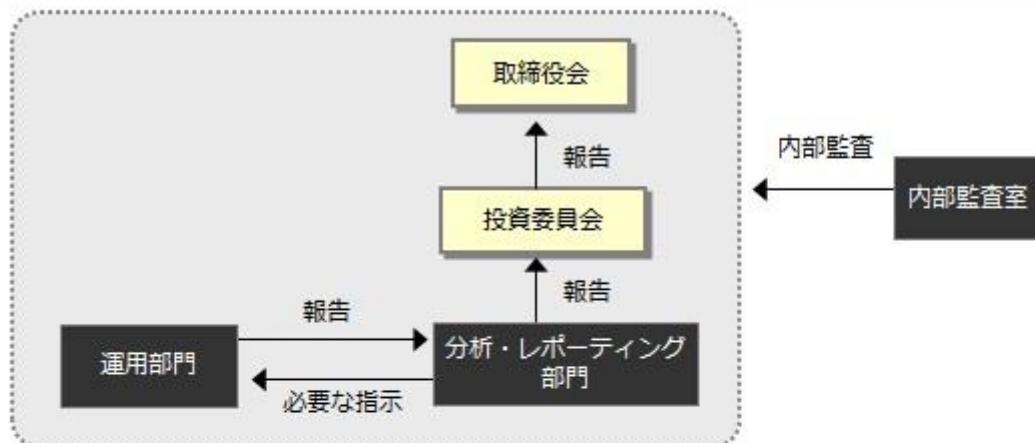 取締役会
報告
内部監査
内部監査室
投資委員会
報告
報告
運用部門
分析・レポーティング
部門
必要な指示